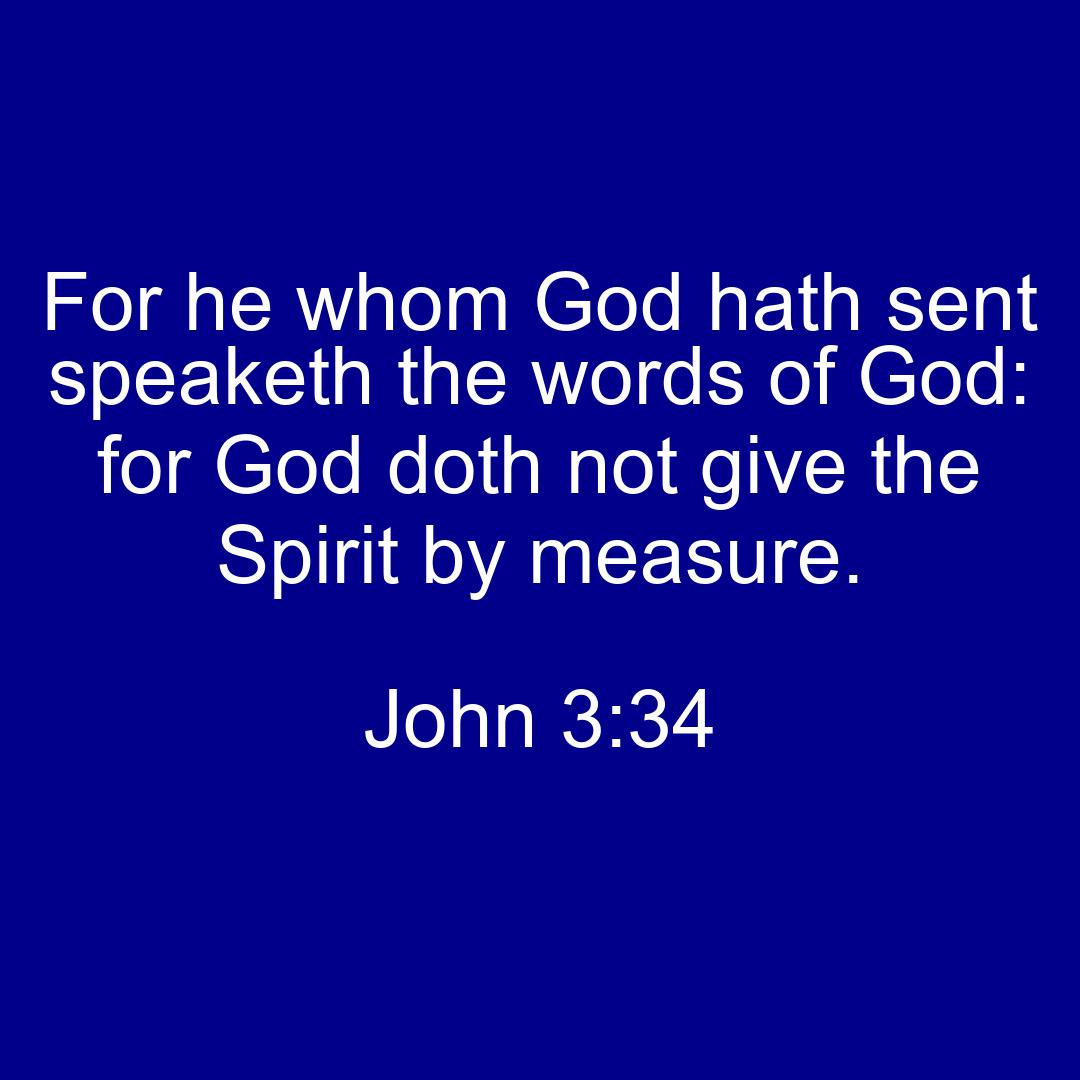 For he whom God hath sent
speaketh the words of God:
for God doth not give the
Spirit by measure.
John 3:34